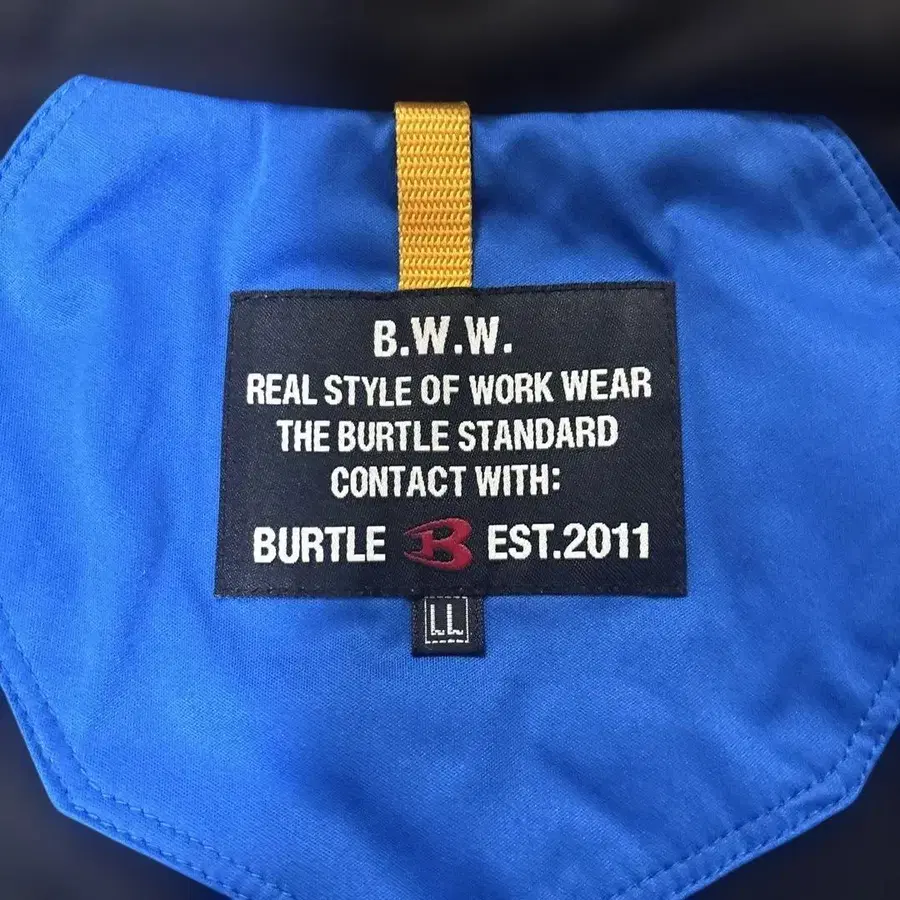 B.W.W.
REAL STYLE OF WORK WEAR
THE BURTLE STANDARD
CONTACT WITH:
BURTLE B EST.2011
LL